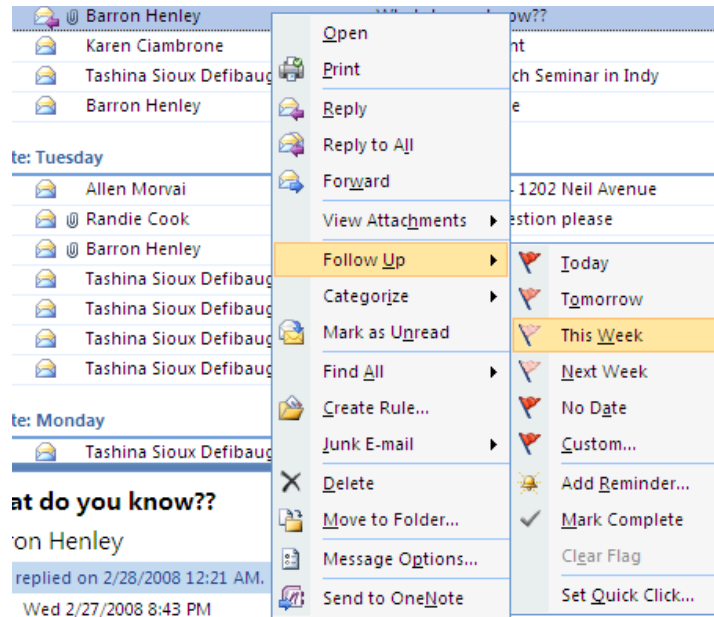 Barron Henley
ow??
Karen Ciambrone
nt
Tashina Sioux Defibaug
ch Seminar in Indy
Barron Henley
e
te: Tuesday
Allen Morvai
- 1202 Neil Avenue
Randie Cook
estion please
Barron Henley
Tashina Sioux Defibaug
Tashina Sioux Defibaug
Tashina Sioux Defibaug
Tashina Sioux Defibaug
te: Monday
Tashina Sioux Defibaug
at do you know??
ron Henley
replied on 2/28/2008 12:21 AM.
Wed 2/27/2008 8:43 PM
Open
Print
Reply
Reply to All
Forward
View Attachments
Follow Up
Categorize
Mark as Unread
Find All
Create Rule...
Junk E-mail
Delete
Move to Folder...
Message Options...
Send to OneNote
Today
Tomorrow
This Week
Next Week
No Date
Custom...
Add Reminder...
Mark Complete
Clear Flag
Set Quick Click...